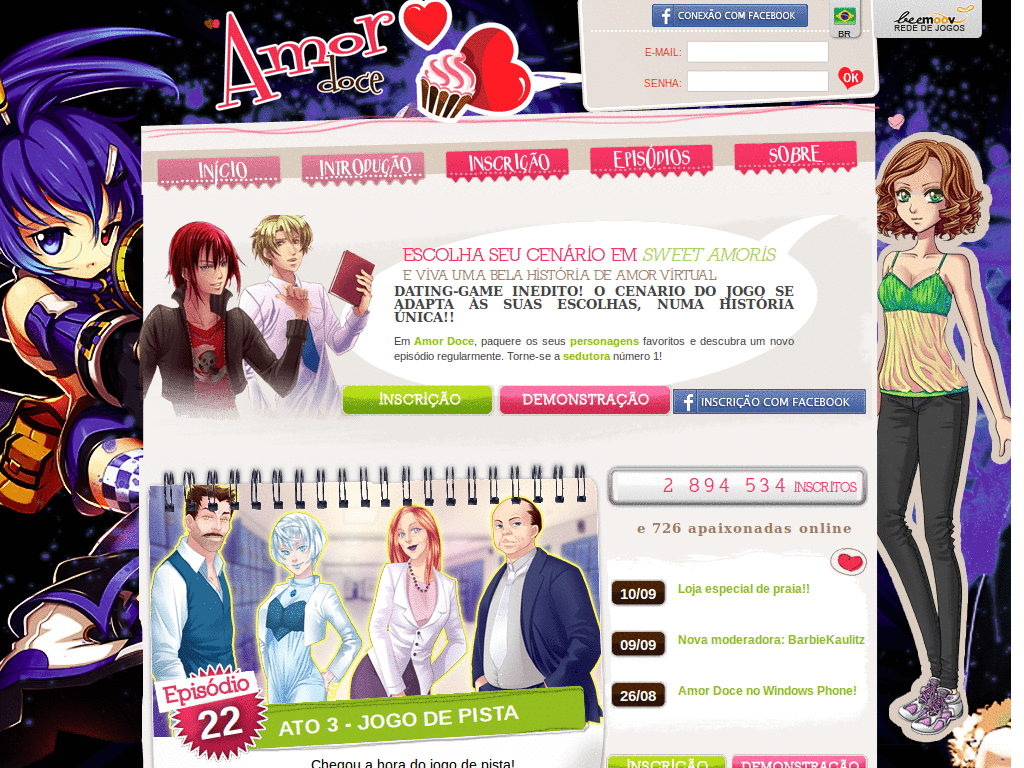 Amor
doce
CONEXÃO COM FACEBOOK
BR
beemoov
REDE DE JOGOS
E-MAIL:
SENHA:
OK
INÍCIO
INTRODUÇÃO
INSCRIÇÃO
EPISÓDIOS
SOBRE
ESCOLHA SEU CENÁRIO EM SWEET AMORIS
E VIVA UMA BELA HISTÓRIA DE AMOR VIRTUAL
DATING-GAME INEDITO! O CENARIO DO JOGO SE
ADAPTA ÀS SUAS ESCOLHAS, NUMA HISTÓRIA
ÚNICA!!
Em Amor Doce, paquere os seus personagens favoritos e descubra um novo
episódio regularmente. Torne-se a sedutora número 1!
INSCRIÇÃO
DEMONSTRAÇÃO
INSCRIÇÃO COM FACEBOOK
2 894 534 INSCRITOS
e 726 apaixonadas online
10/09
Loja especial de praia!!
09/09
Nova moderadora: BarbieKaulitz
26/08
Amor Doce no Windows Phone!
Episódio
22
ATO 3 - JOGO DE PISTA
Chegou a hora do jogo de pista!
INSCRIÇÃO
DEMONSTRAÇÃO